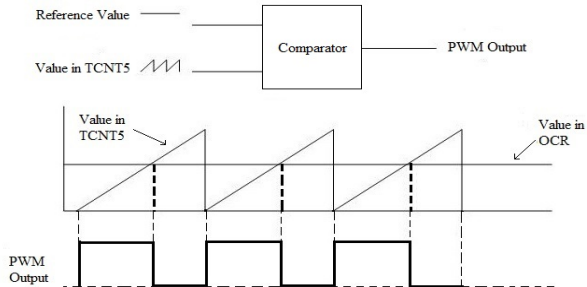 Reference Value
Comparator
PWM Output
Value in TCNT5
Value in
TCNT5
Value in
OCR
PWM
Output